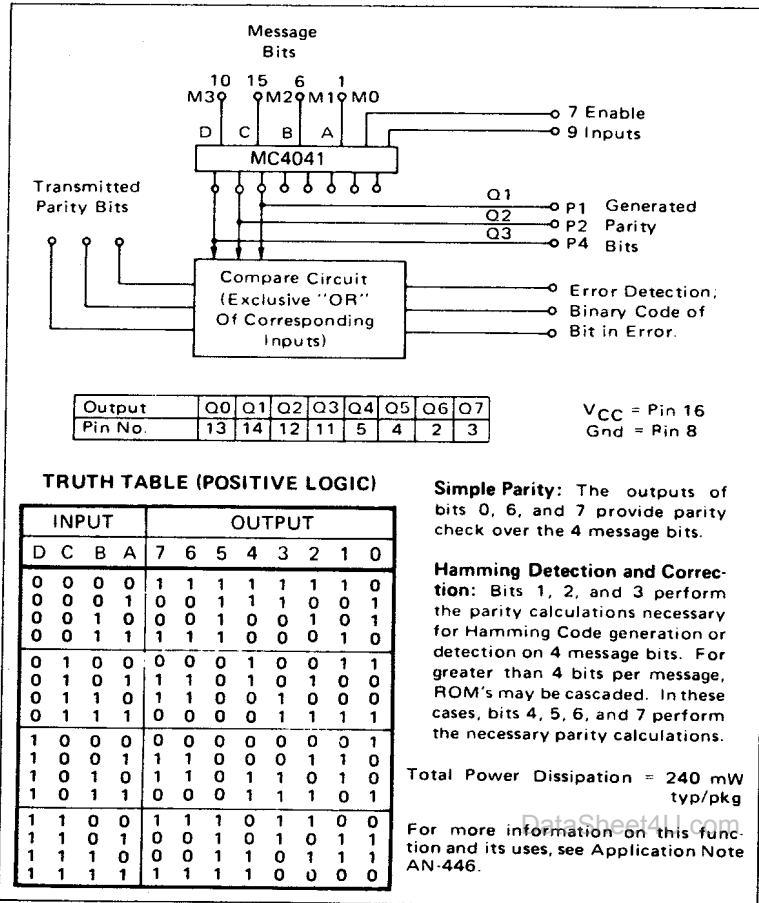 Message
Bits
10 15 6 1
M3 M2 M1 M0
D C B A
MC4041
7 Enable
9 Inputs
Transmitted
Parity Bits
Q1
P1 Generated
Q2
P2 Parity
Q3
P4 Bits
Compare Circuit
(Exclusive "OR"
Of Corresponding
Inputs)
Error Detection;
Binary Code of
Bit in Error.
Output Q0 Q1 Q2 Q3 Q4 Q5 Q6 Q7
Pin No. 13 14 12 11 5 4 2 3
VCC = Pin 16
Gnd = Pin 8
TRUTH TABLE (POSITIVE LOGIC)
INPUT OUTPUT
D C B A 7 6 5 4 3 2 1 0
0 0 0 0 1 1 1 1 1 1 1 0
0 0 0 1 0 0 1 1 1 0 0 1
0 0 1 0 0 0 1 0 0 1 0 1
0 0 1 1 1 1 1 0 0 0 1 0
0 1 0 0 0 0 0 1 0 0 1 1
0 1 0 1 1 1 0 1 0 1 0 0
0 1 1 0 1 1 0 0 1 0 0 0
0 1 1 1 0 0 0 0 1 1 1 1
1 0 0 0 0 0 0 0 0 0 0 1
1 0 0 1 1 1 0 0 0 1 1 0
1 0 1 0 1 1 0 1 1 0 1 0
1 0 1 1 0 0 0 1 1 1 0 1
1 1 0 0 1 1 1 0 1 1 0 0
1 1 0 1 0 0 1 0 1 0 1 1
1 1 1 0 0 0 1 1 0 1 1 1
1 1 1 1 1 1 1 1 0 0 0 0
Simple Parity: The outputs of
bits 0, 6, and 7 provide parity
check over the 4 message bits.
Hamming Detection and Correc-
tion: Bits 1, 2, and 3 perform
the parity calculations necessary
for Hamming Code generation or
detection on 4 message bits. For
greater than 4 bits per message,
ROM's may be cascaded. In these
cases, bits 4, 5, 6, and 7 perform
the necessary parity calculations.
Total Power Dissipation = 240 mW
typ/pkg
DataSheet4U.com
For more information on this func-
tion and its uses, see Application Note
AN-446.